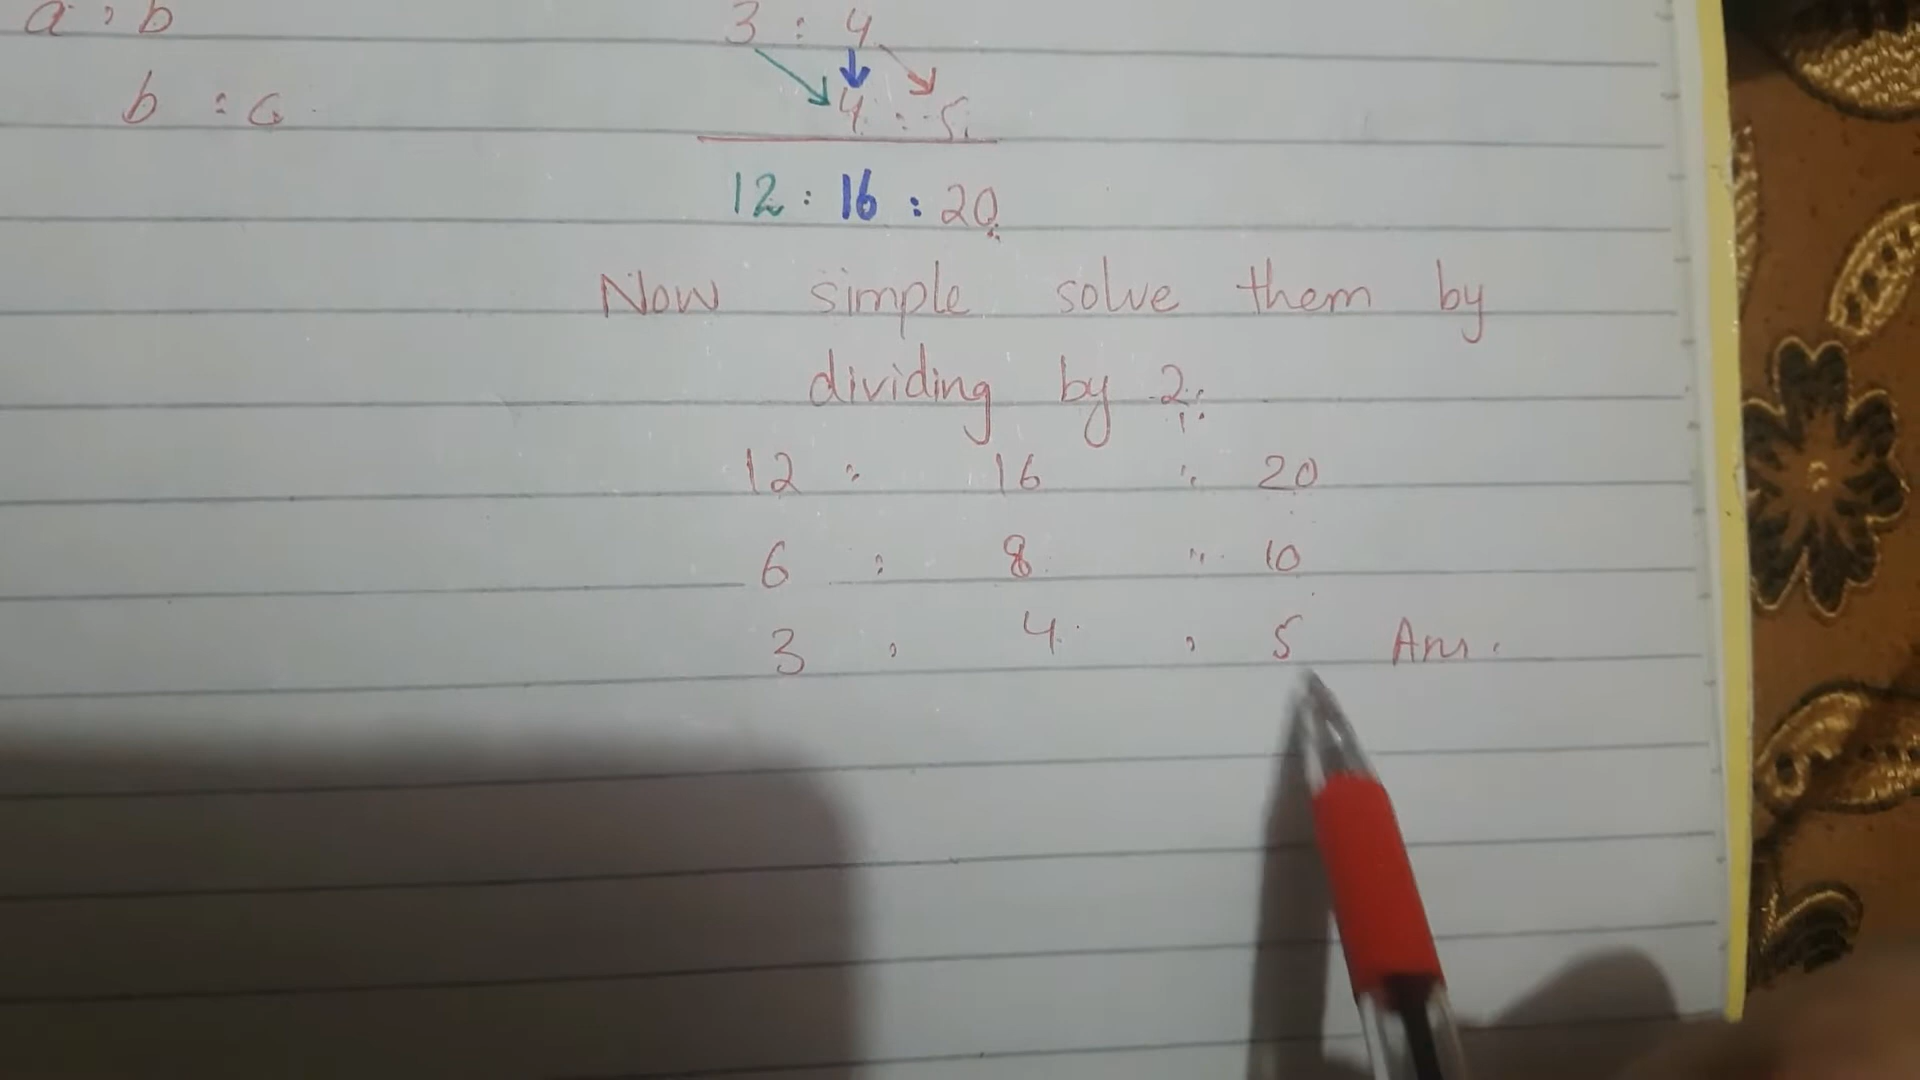 a : b
3 : 4
b : c
4 : 5
12 : 16 : 20
Now simple solve them by
dividing by 2:
12 : 16 : 20
6 : 8 : 10
3 : 4 : 5 Ans.